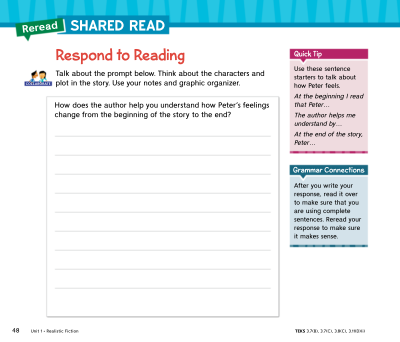 Reread SHARED READ
Respond to Reading
COLLABORATE
Talk about the prompt below. Think about the characters and
plot in the story. Use your notes and graphic organizer.
How does the author help you understand how Peter's feelings
change from the beginning of the story to the end?
Quick Tip
Use these sentence
starters to talk about
how Peter feels.
At the beginning I read
that Peter...
The author helps me
understand by...
At the end of the story,
Peter...
Grammar Connections
After you write your
response, read it over
to make sure that you
are using complete
sentences. Reread your
response to make sure
it makes sense.
48 Unit 1 • Realistic Fiction